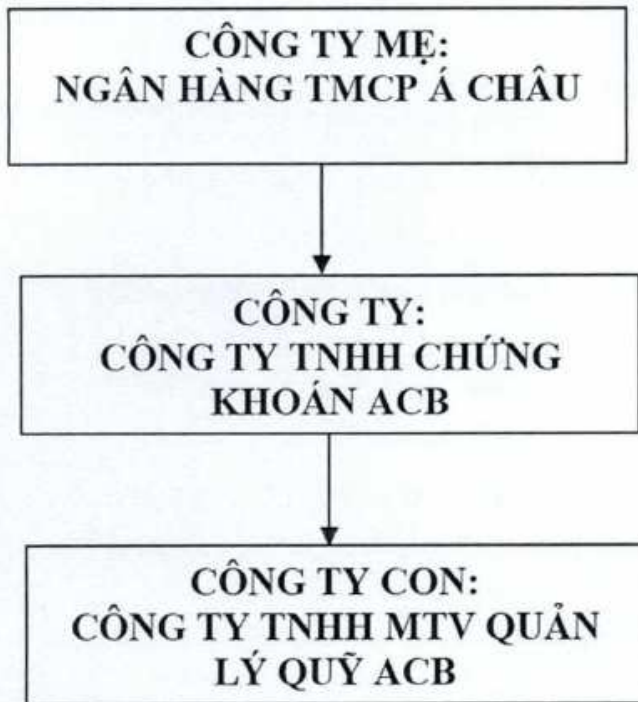 CÔNG TY MẸ:
NGÂN HÀNG TMCP Á CHÂU
CÔNG TY:
CÔNG TY TNHH CHỨNG
KHOÁN ACB
CÔNG TY CON:
CÔNG TY TNHH MTV QUẢN
LÝ QUỸ ACB